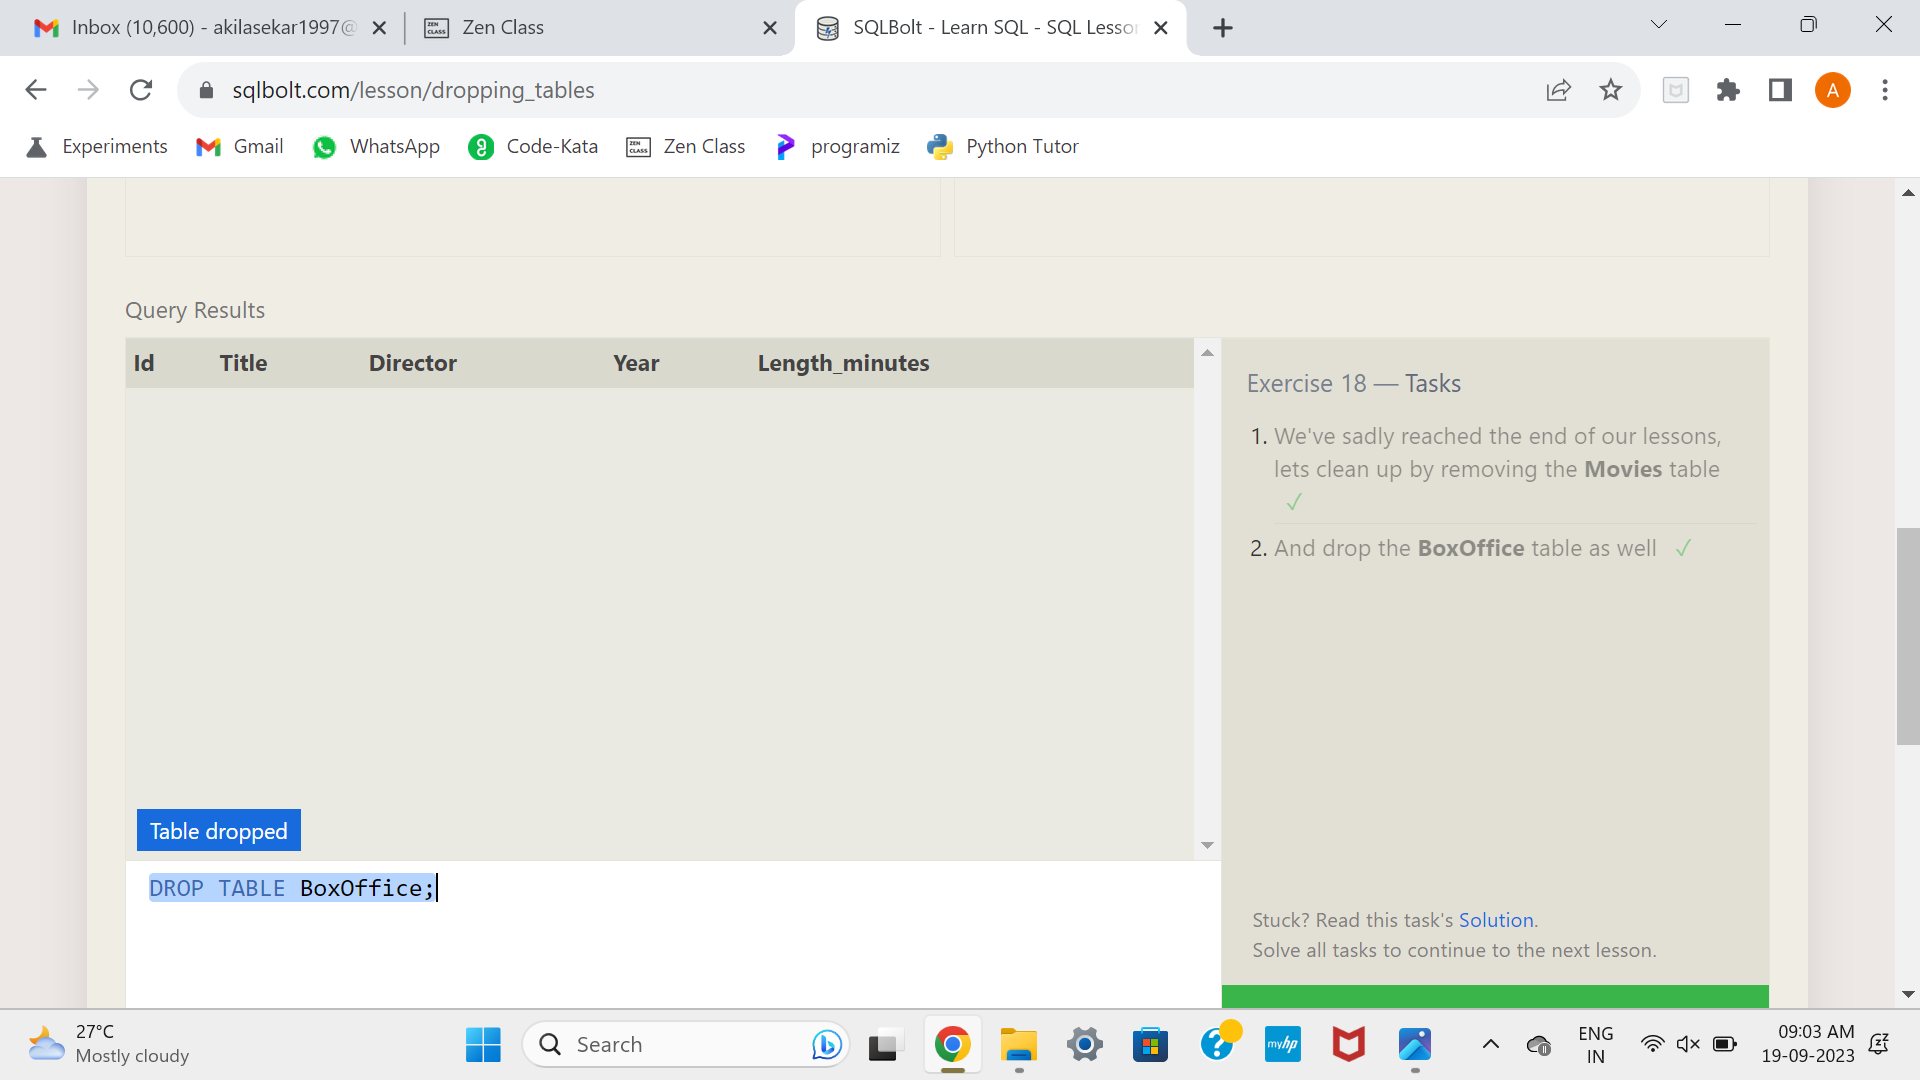 Inbox (10,600) - akilasekar1997@
Zen Class
SQLBolt - Learn SQL - SQL Lesson
sqlbolt.com/lesson/dropping_tables
A
Experiments
Gmail
WhatsApp
Code-Kata
Zen Class
programiz
Python Tutor
Query Results
Id Title Director Year Length_minutes
Exercise 18 — Tasks
1. We've sadly reached the end of our lessons,
lets clean up by removing the Movies table
✓
2. And drop the BoxOffice table as well ✓
Table dropped
DROP TABLE BoxOffice;
Stuck? Read this task's Solution.
Solve all tasks to continue to the next lesson.
27°C
Mostly cloudy
Search
myhp
ENG
IN
09:03 AM
19-09-2023